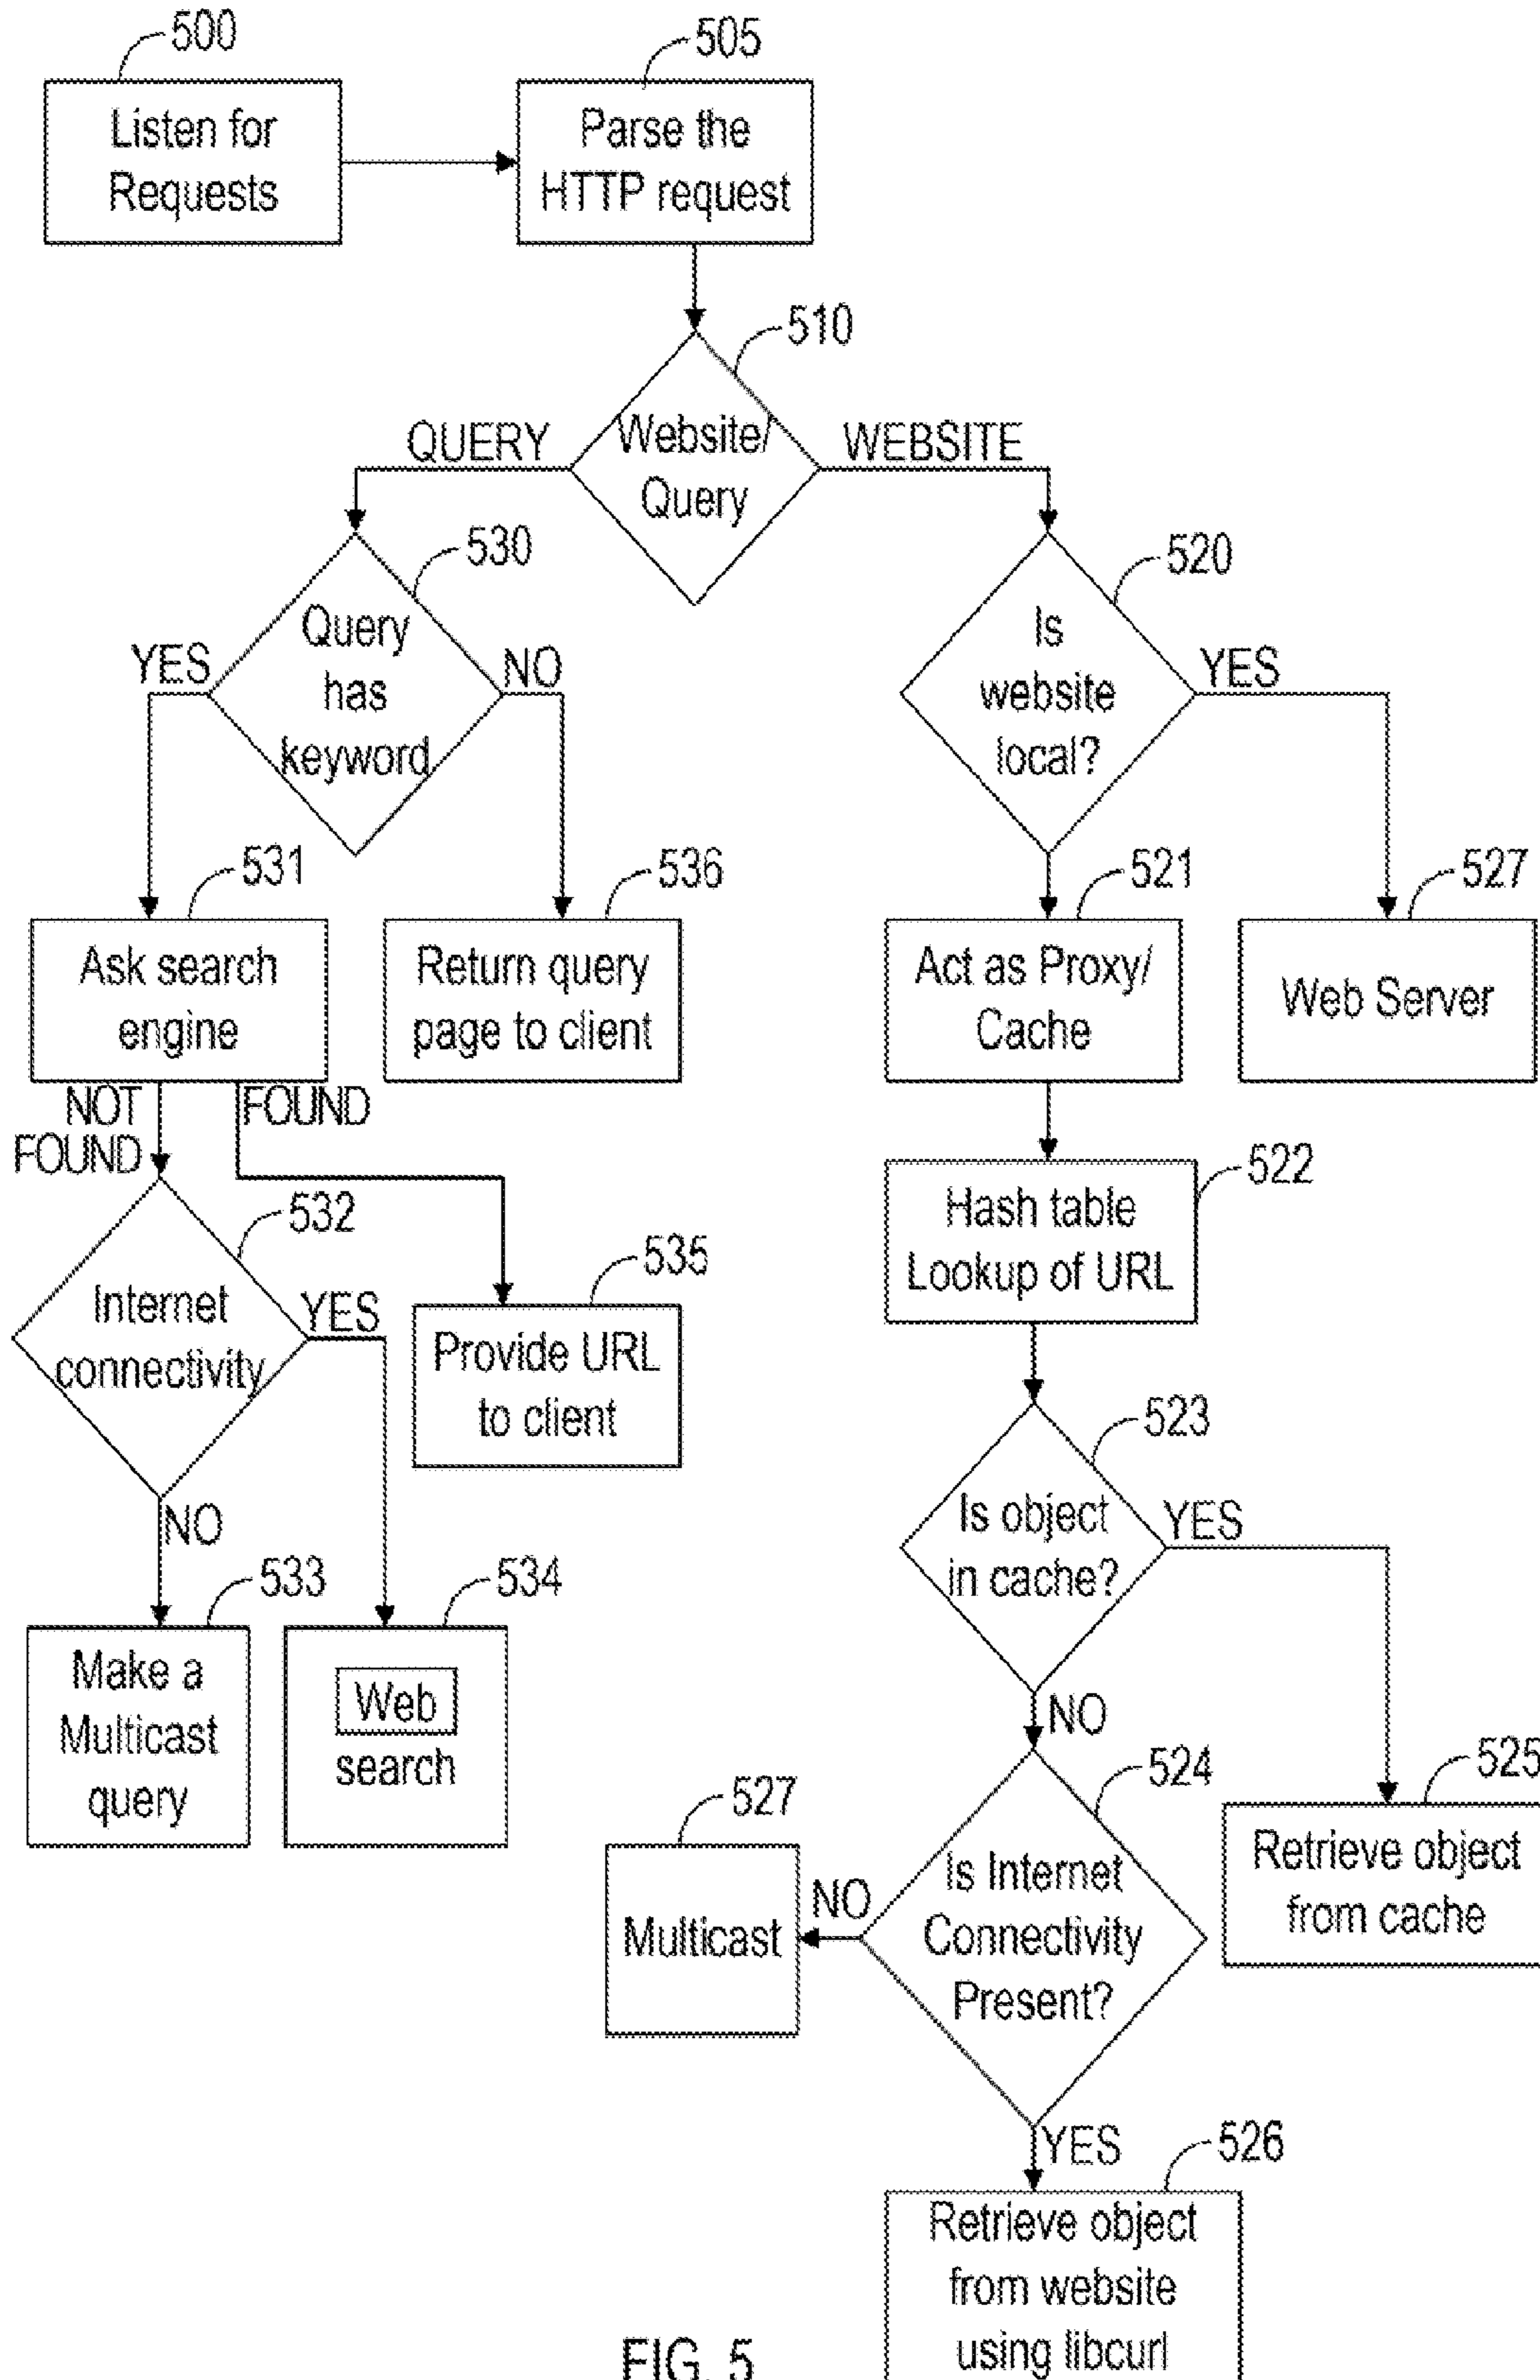 500
505
Listen for
Requests
Parse the
HTTP request
510
QUERY
Website/
Query
WEBSITE
530
520
YES
Query
has
keyword
NO
Is
website
local?
YES
531
536
521
527
Ask search
engine
Return query
page to client
Act as Proxy/
Cache
Web Server
NOT
FOUND
FOUND
522
Hash table
Lookup of URL
532
535
Internet
connectivity
YES
Provide URL
to client
NO
523
Is object
in cache?
YES
533
534
Make a
Multicast
query
Web
search
NO
527
524
525
Multicast
NO
Is Internet
Connectivity
Present?
Retrieve object
from cache
YES
526
Retrieve object
from website
using libcurl
FIG. 5